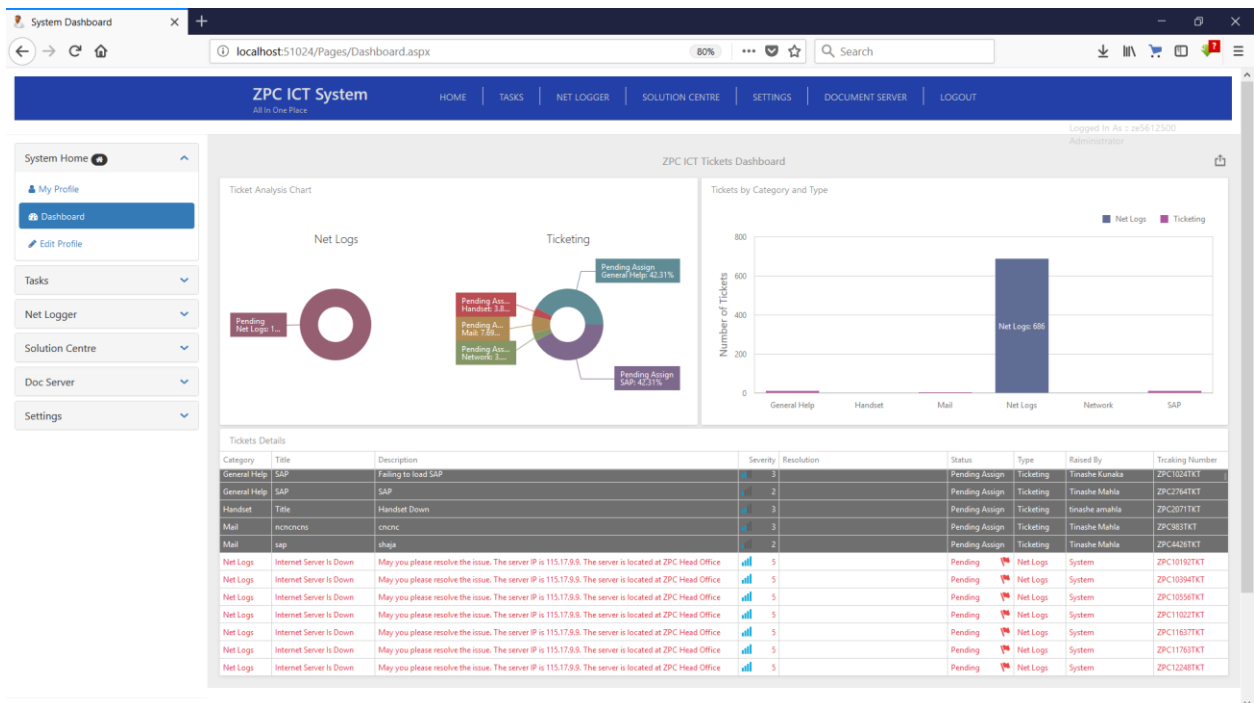 System Dashboard
localhost:51024/Pages/Dashboard.aspx
80%
Search
ZPC ICT System
All In One Place
HOME
TASKS
NET LOGGER
SOLUTION CENTRE
SETTINGS
DOCUMENT SERVER
LOGOUT
Logged In As :: ze5612500
Administrator
System Home
My Profile
Dashboard
Edit Profile
Tasks
Net Logger
Solution Centre
Doc Server
Settings
ZPC ICT Tickets Dashboard
Ticket Analysis Chart
Net Logs
Pending
Net Logs: 1...
Ticketing
Pending Assign
General Help: 42.31%
Pending Ass...
Handset: 3.8...
Pending A...
Mail: 7.69...
Pending Ass...
Network: 3....
Pending Assign
SAP: 42.31%
Tickets by Category and Type
Net Logs
Ticketing
Number of Tickets
800
600
400
200
0
Net Logs: 686
General Help Handset Mail Net Logs Network SAP
Tickets Details
Category Title Description Severity Resolution Status Type Raised By Trcaking Number
General Help SAP Failing to load SAP 3 Pending Assign Ticketing Tinashe Kunaka ZPC1024TKT
General Help SAP SAP 2 Pending Assign Ticketing Tinashe Mahla ZPC2764TKT
Handset Title Handset Down 3 Pending Assign Ticketing tinashe amahla ZPC2071TKT
Mail ncncncns cncnc 3 Pending Assign Ticketing Tinashe Mahla ZPC983TKT
Mail sap shaja 2 Pending Assign Ticketing Tinashe Mahla ZPC4426TKT
Net Logs Internet Server Is Down May you please resolve the issue. The server IP is 115.17.9.9. The server is located at ZPC Head Office 5 Pending Net Logs System ZPC10192TKT
Net Logs Internet Server Is Down May you please resolve the issue. The server IP is 115.17.9.9. The server is located at ZPC Head Office 5 Pending Net Logs System ZPC10394TKT
Net Logs Internet Server Is Down May you please resolve the issue. The server IP is 115.17.9.9. The server is located at ZPC Head Office 5 Pending Net Logs System ZPC10556TKT
Net Logs Internet Server Is Down May you please resolve the issue. The server IP is 115.17.9.9. The server is located at ZPC Head Office 5 Pending Net Logs System ZPC11022TKT
Net Logs Internet Server Is Down May you please resolve the issue. The server IP is 115.17.9.9. The server is located at ZPC Head Office 5 Pending Net Logs System ZPC11637TKT
Net Logs Internet Server Is Down May you please resolve the issue. The server IP is 115.17.9.9. The server is located at ZPC Head Office 5 Pending Net Logs System ZPC11763TKT
Net Logs Internet Server Is Down May you please resolve the issue. The server IP is 115.17.9.9. The server is located at ZPC Head Office 5 Pending Net Logs System ZPC12248TKT